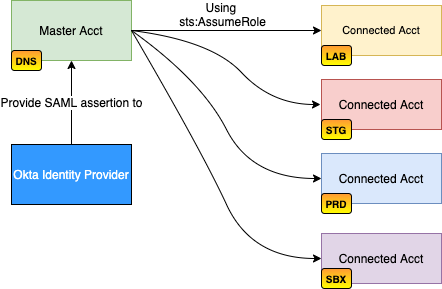 Using
sts:AssumeRole
Master Acct
DNS
Connected Acct
LAB
Provide SAML assertion to
Connected Acct
STG
Okta Identity Provider
Connected Acct
PRD
Connected Acct
SBX